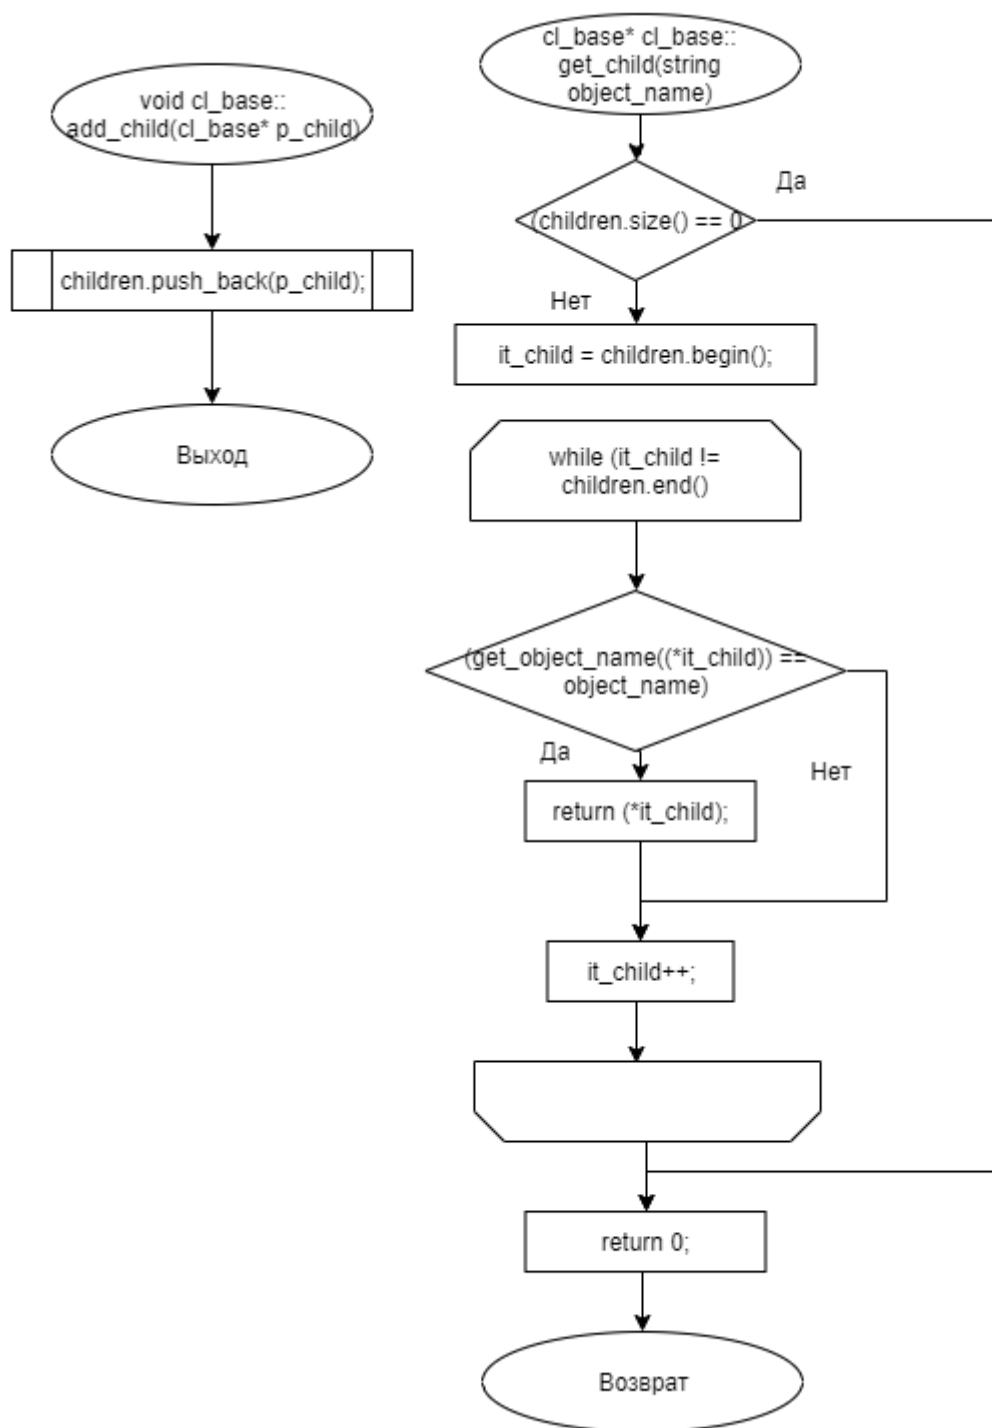 void cl_base::
add_child(cl_base* p_child)
children.push_back(p_child);
Выход
cl_base* cl_base::
get_child(string
object_name)
(children.size() == 0
Да
Нет
it_child = children.begin();
while (it_child !=
children.end()
(get_object_name((*it_child)) ==
object_name)
Да
Нет
return (*it_child);
it_child++;
return 0;
Возврат